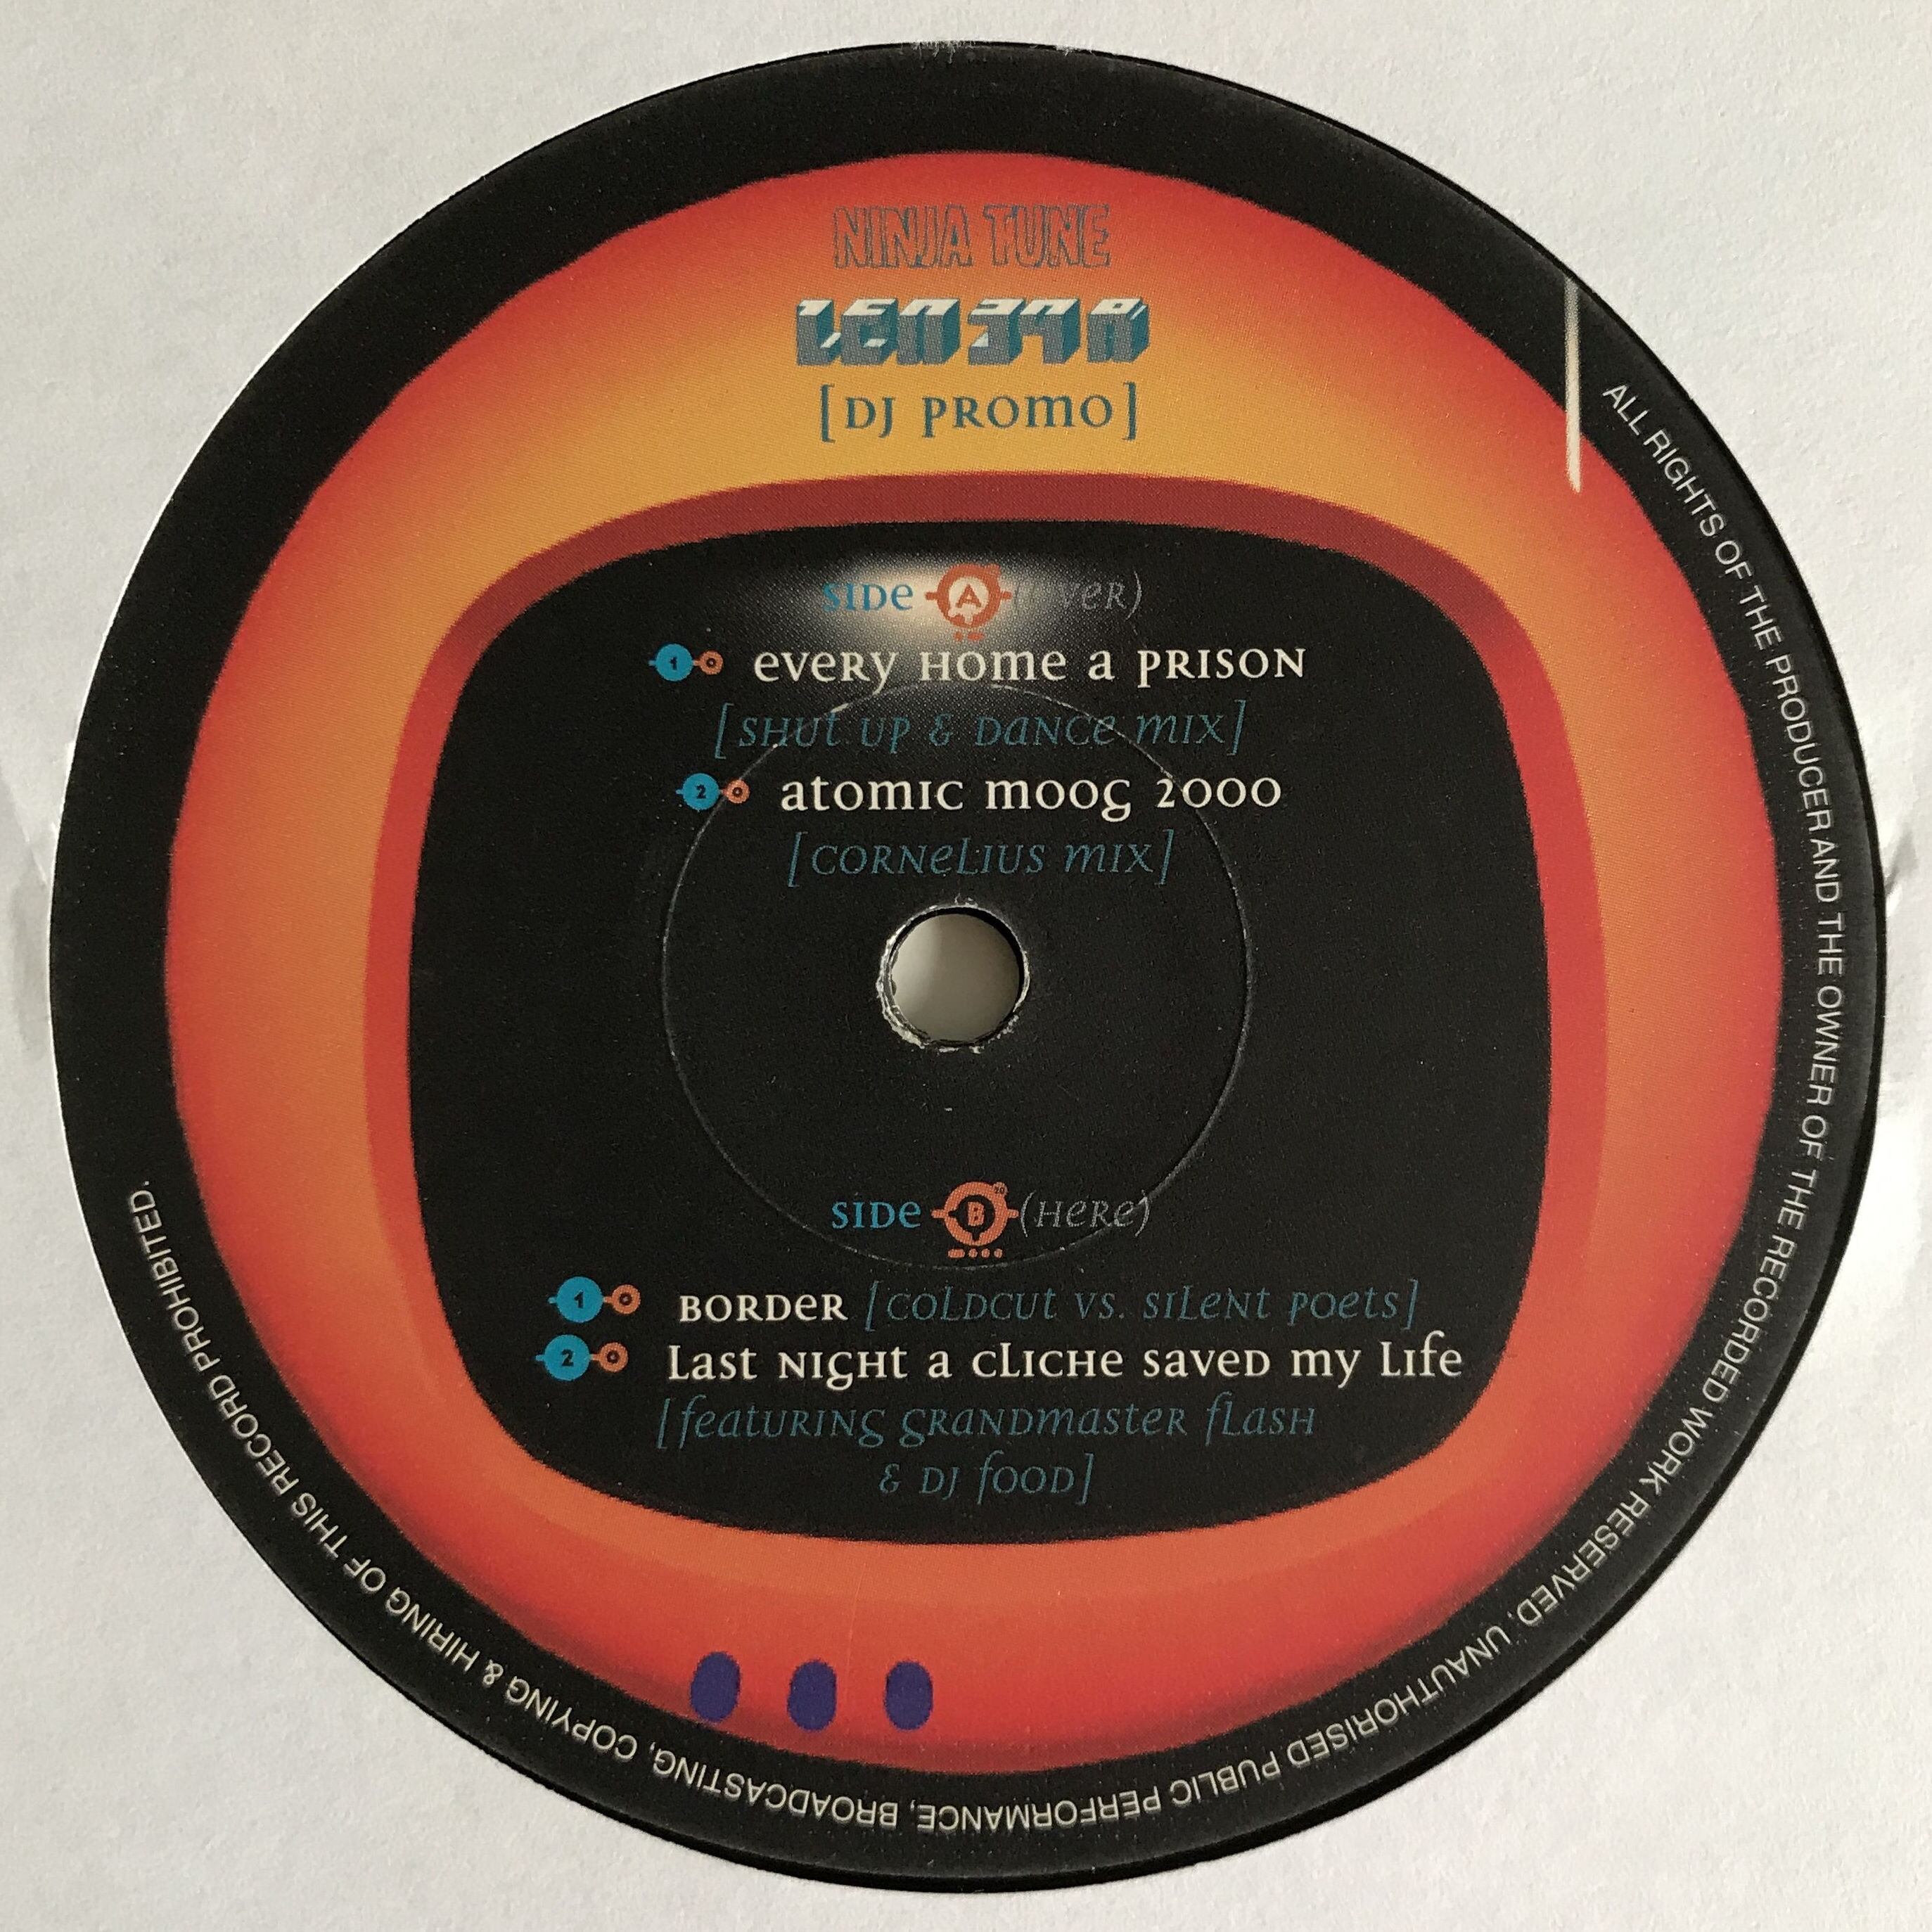 NINJA TUNE
ZEN 37 R
[DJ PROMO]
SIDE A (OVER)
1 every Home a PRISON
[SHUt UP & DaNCe mIX]
2 atomIC moog 2000
[CORNeLIUS mIX]
SIDe B (HeRe)
1 BORDeR [COLDCUt VS. SILeNt poets]
2 Last NIGHt a cLICHe saveD my LIfe
[featURING GRANDmasteR fLasH
& DJ fOOD]
ALL RIGHTS OF THE PRODUCER AND THE OWNER OF THE RECORDED WORK RESERVED. UNAUTHORISED PUBLIC PERFORMANCE, BROADCASTING, COPYING & HIRING OF THIS RECORD PROHIBITED.